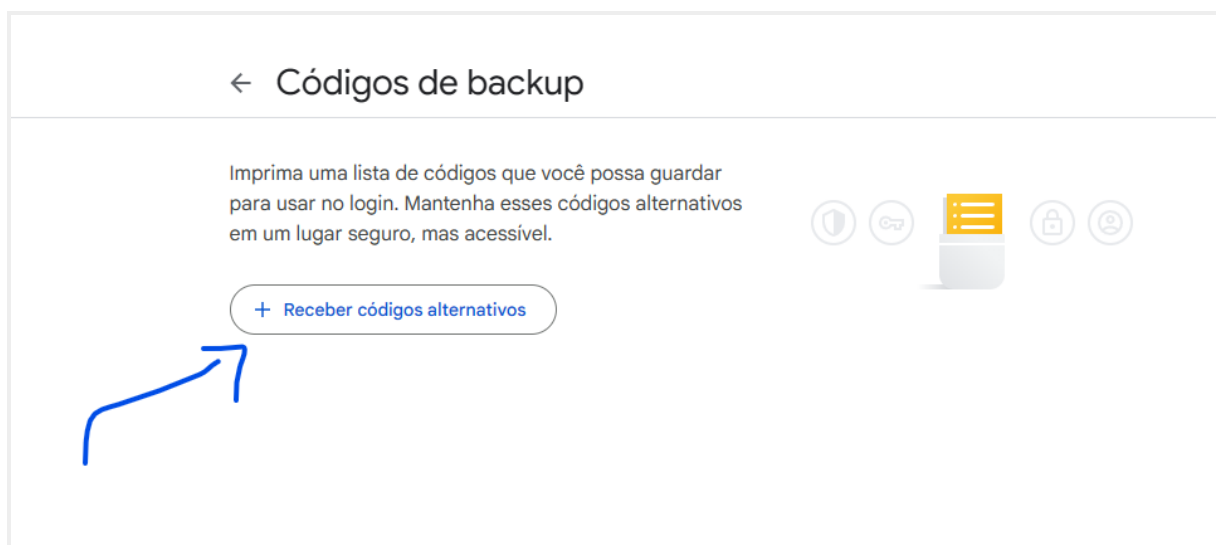 Códigos de backup
Imprima uma lista de códigos que você possa guardar
para usar no login. Mantenha esses códigos alternativos
em um lugar seguro, mas acessível.
+ Receber códigos alternativos